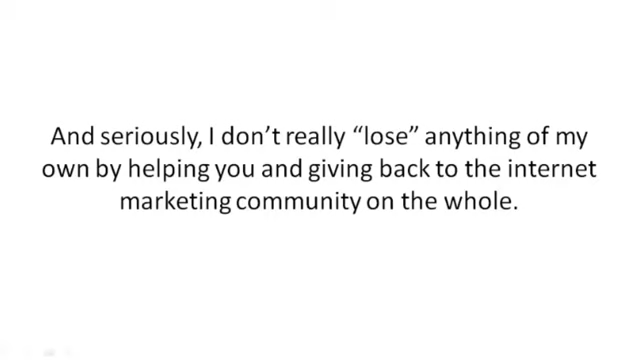 And seriously, I don’t really “lose” anything of my
own by helping you and giving back to the internet
marketing community on the whole.